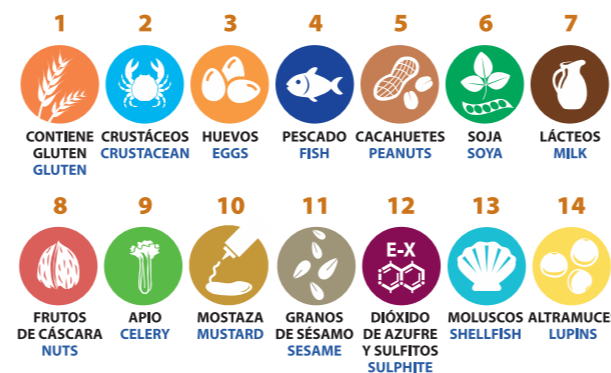 1 2 3 4 5 6 7
CONTIENE GLUTEN GLUTEN
CRUSTÁCEOS CRUSTACEAN
HUEVOS EGGS
PESCADO FISH
CACAHUETES PEANUTS
SOJA SOYA
LÁCTEOS MILK
8 9 10 11 12 13 14
E-X
FRUTOS DE CÁSCARA NUTS
APIO CELERY
MOSTAZA MUSTARD
GRANOS DE SÉSAMO SESAME
DIÓXIDO DE AZUFRE Y SULFITOS SULPHITE
MOLUSCOS SHELLFISH
ALTRAMUCE LUPINS